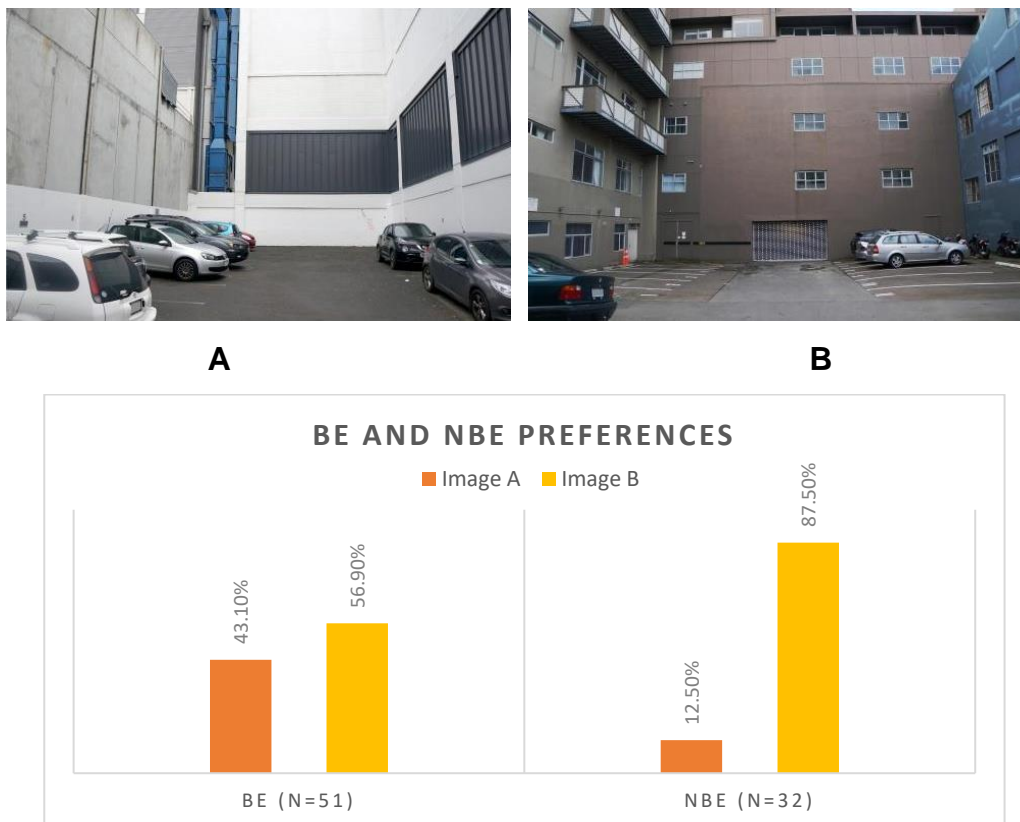 A
B
BE AND NBE PREFERENCES
Image A Image B
43.10%
56.90%
12.50%
87.50%
BE (N=51)
NBE (N=32)